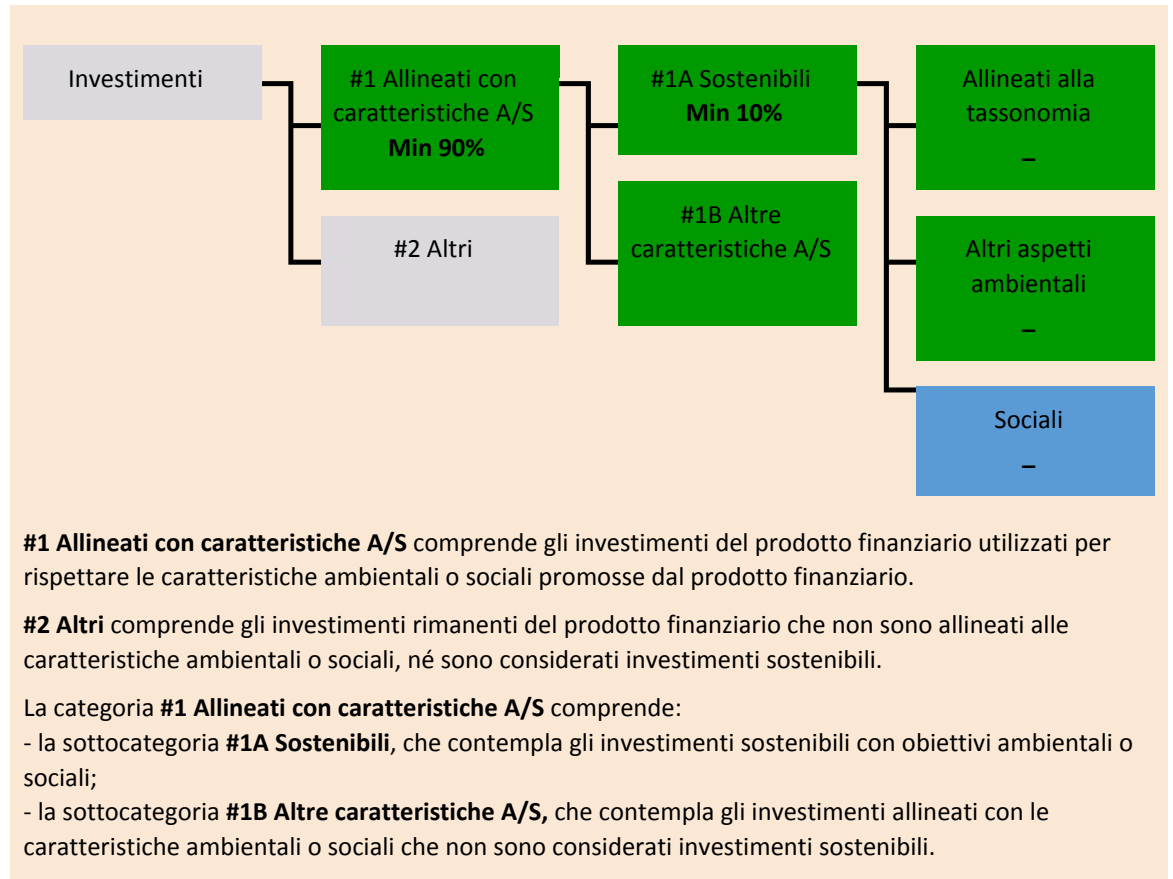 Investimenti
#1 Allineati con
caratteristiche A/S
Min 90%
#2 Altri
#1A Sostenibili
Min 10%
#1B Altre
caratteristiche A/S
Allineati alla
tassonomia
–
Altri aspetti
ambientali
–
Sociali
–
#1 Allineati con caratteristiche A/S comprende gli investimenti del prodotto finanziario utilizzati per
rispettare le caratteristiche ambientali o sociali promosse dal prodotto finanziario.
#2 Altri comprende gli investimenti rimanenti del prodotto finanziario che non sono allineati alle
caratteristiche ambientali o sociali, né sono considerati investimenti sostenibili.
La categoria #1 Allineati con caratteristiche A/S comprende:
- la sottocategoria #1A Sostenibili, che contempla gli investimenti sostenibili con obiettivi ambientali o
sociali;
- la sottocategoria #1B Altre caratteristiche A/S, che contempla gli investimenti allineati con le
caratteristiche ambientali o sociali che non sono considerati investimenti sostenibili.